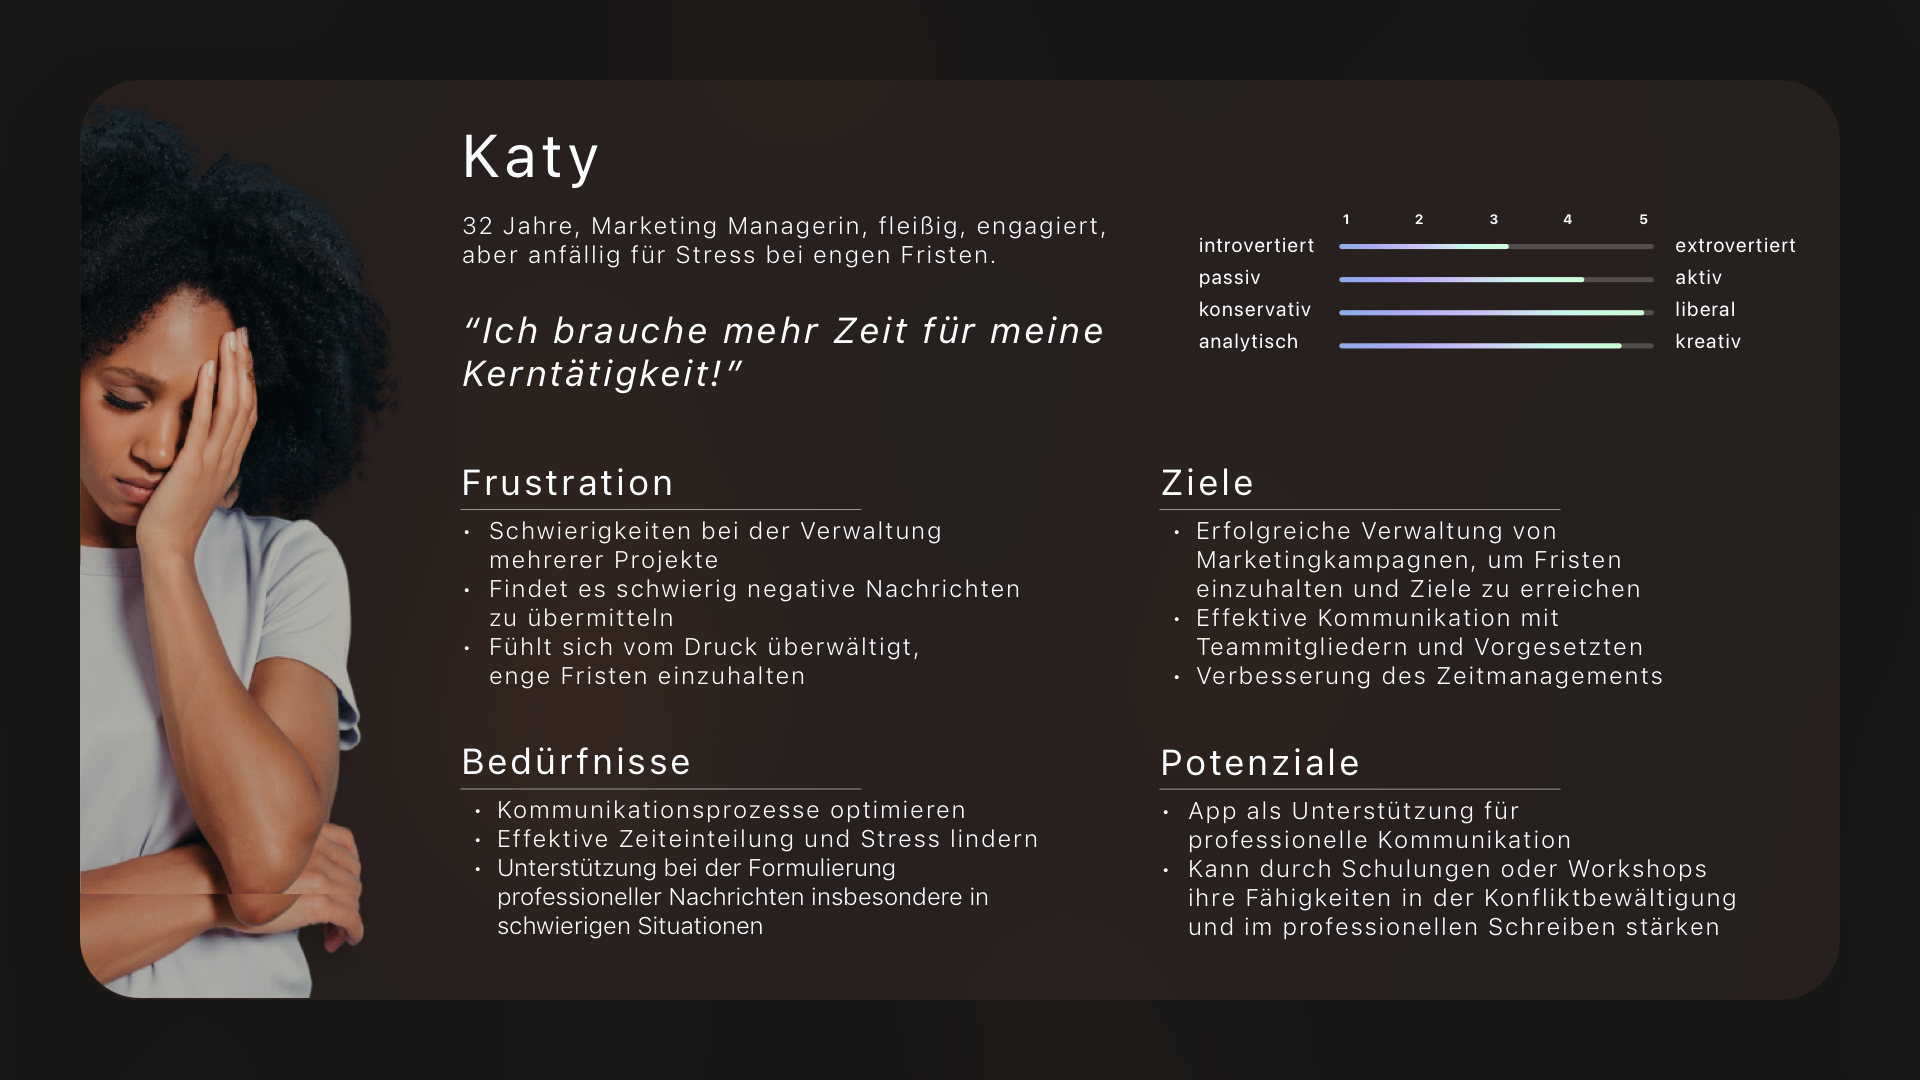 Katy
32 Jahre, Marketing Managerin, fleißig, engagiert,
aber anfällig für Stress bei engen Fristen.
“Ich brauche mehr Zeit für meine
Kerntätigkeit!”
1 2 3 4 5
introvertiert extrovertiert
passiv aktiv
konservativ liberal
analytisch kreativ
Frustration
• Schwierigkeiten bei der Verwaltung
mehrerer Projekte
• Findet es schwierig negative Nachrichten
zu übermitteln
• Fühlt sich vom Druck überwältigt,
enge Fristen einzuhalten
Ziele
• Erfolgreiche Verwaltung von
Marketingkampagnen, um Fristen
einzuhalten und Ziele zu erreichen
• Effektive Kommunikation mit
Teammitgliedern und Vorgesetzten
• Verbesserung des Zeitmanagements
Bedürfnisse
• Kommunikationsprozesse optimieren
• Effektive Zeiteinteilung und Stress lindern
• Unterstützung bei der Formulierung
professioneller Nachrichten insbesondere in
schwierigen Situationen
Potenziale
• App als Unterstützung für
professionelle Kommunikation
• Kann durch Schulungen oder Workshops
ihre Fähigkeiten in der Konfliktbewältigung
und im professionellen Schreiben stärken